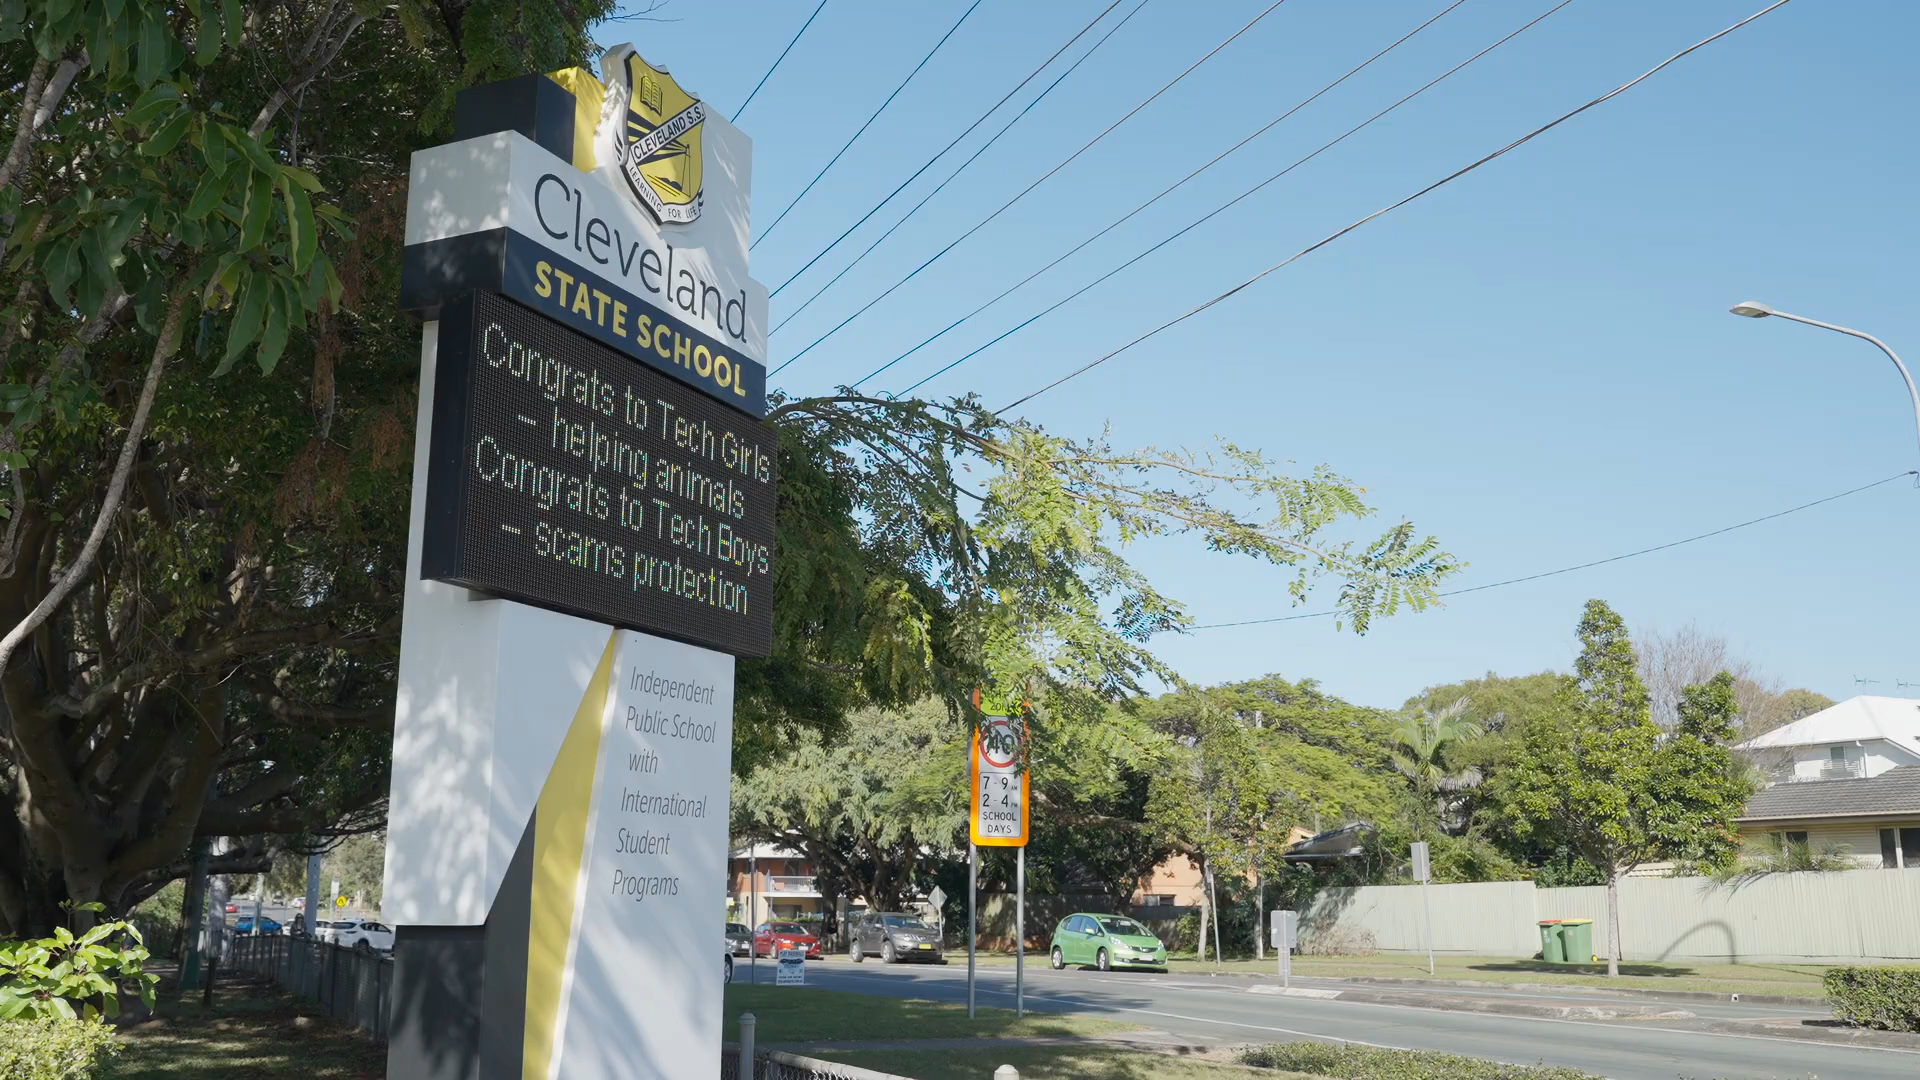 CLEVELAND S.S.
LEARNING FOR LIFE
Cleveland
STATE SCHOOL
Congrats to Tech Girls
- helping animals
Congrats to Tech Boys
- scams protection
Independent
Public School
with
International
Student
Programs
ZONE
40
7-9 AM
2-4 PM
SCHOOL
DAYS